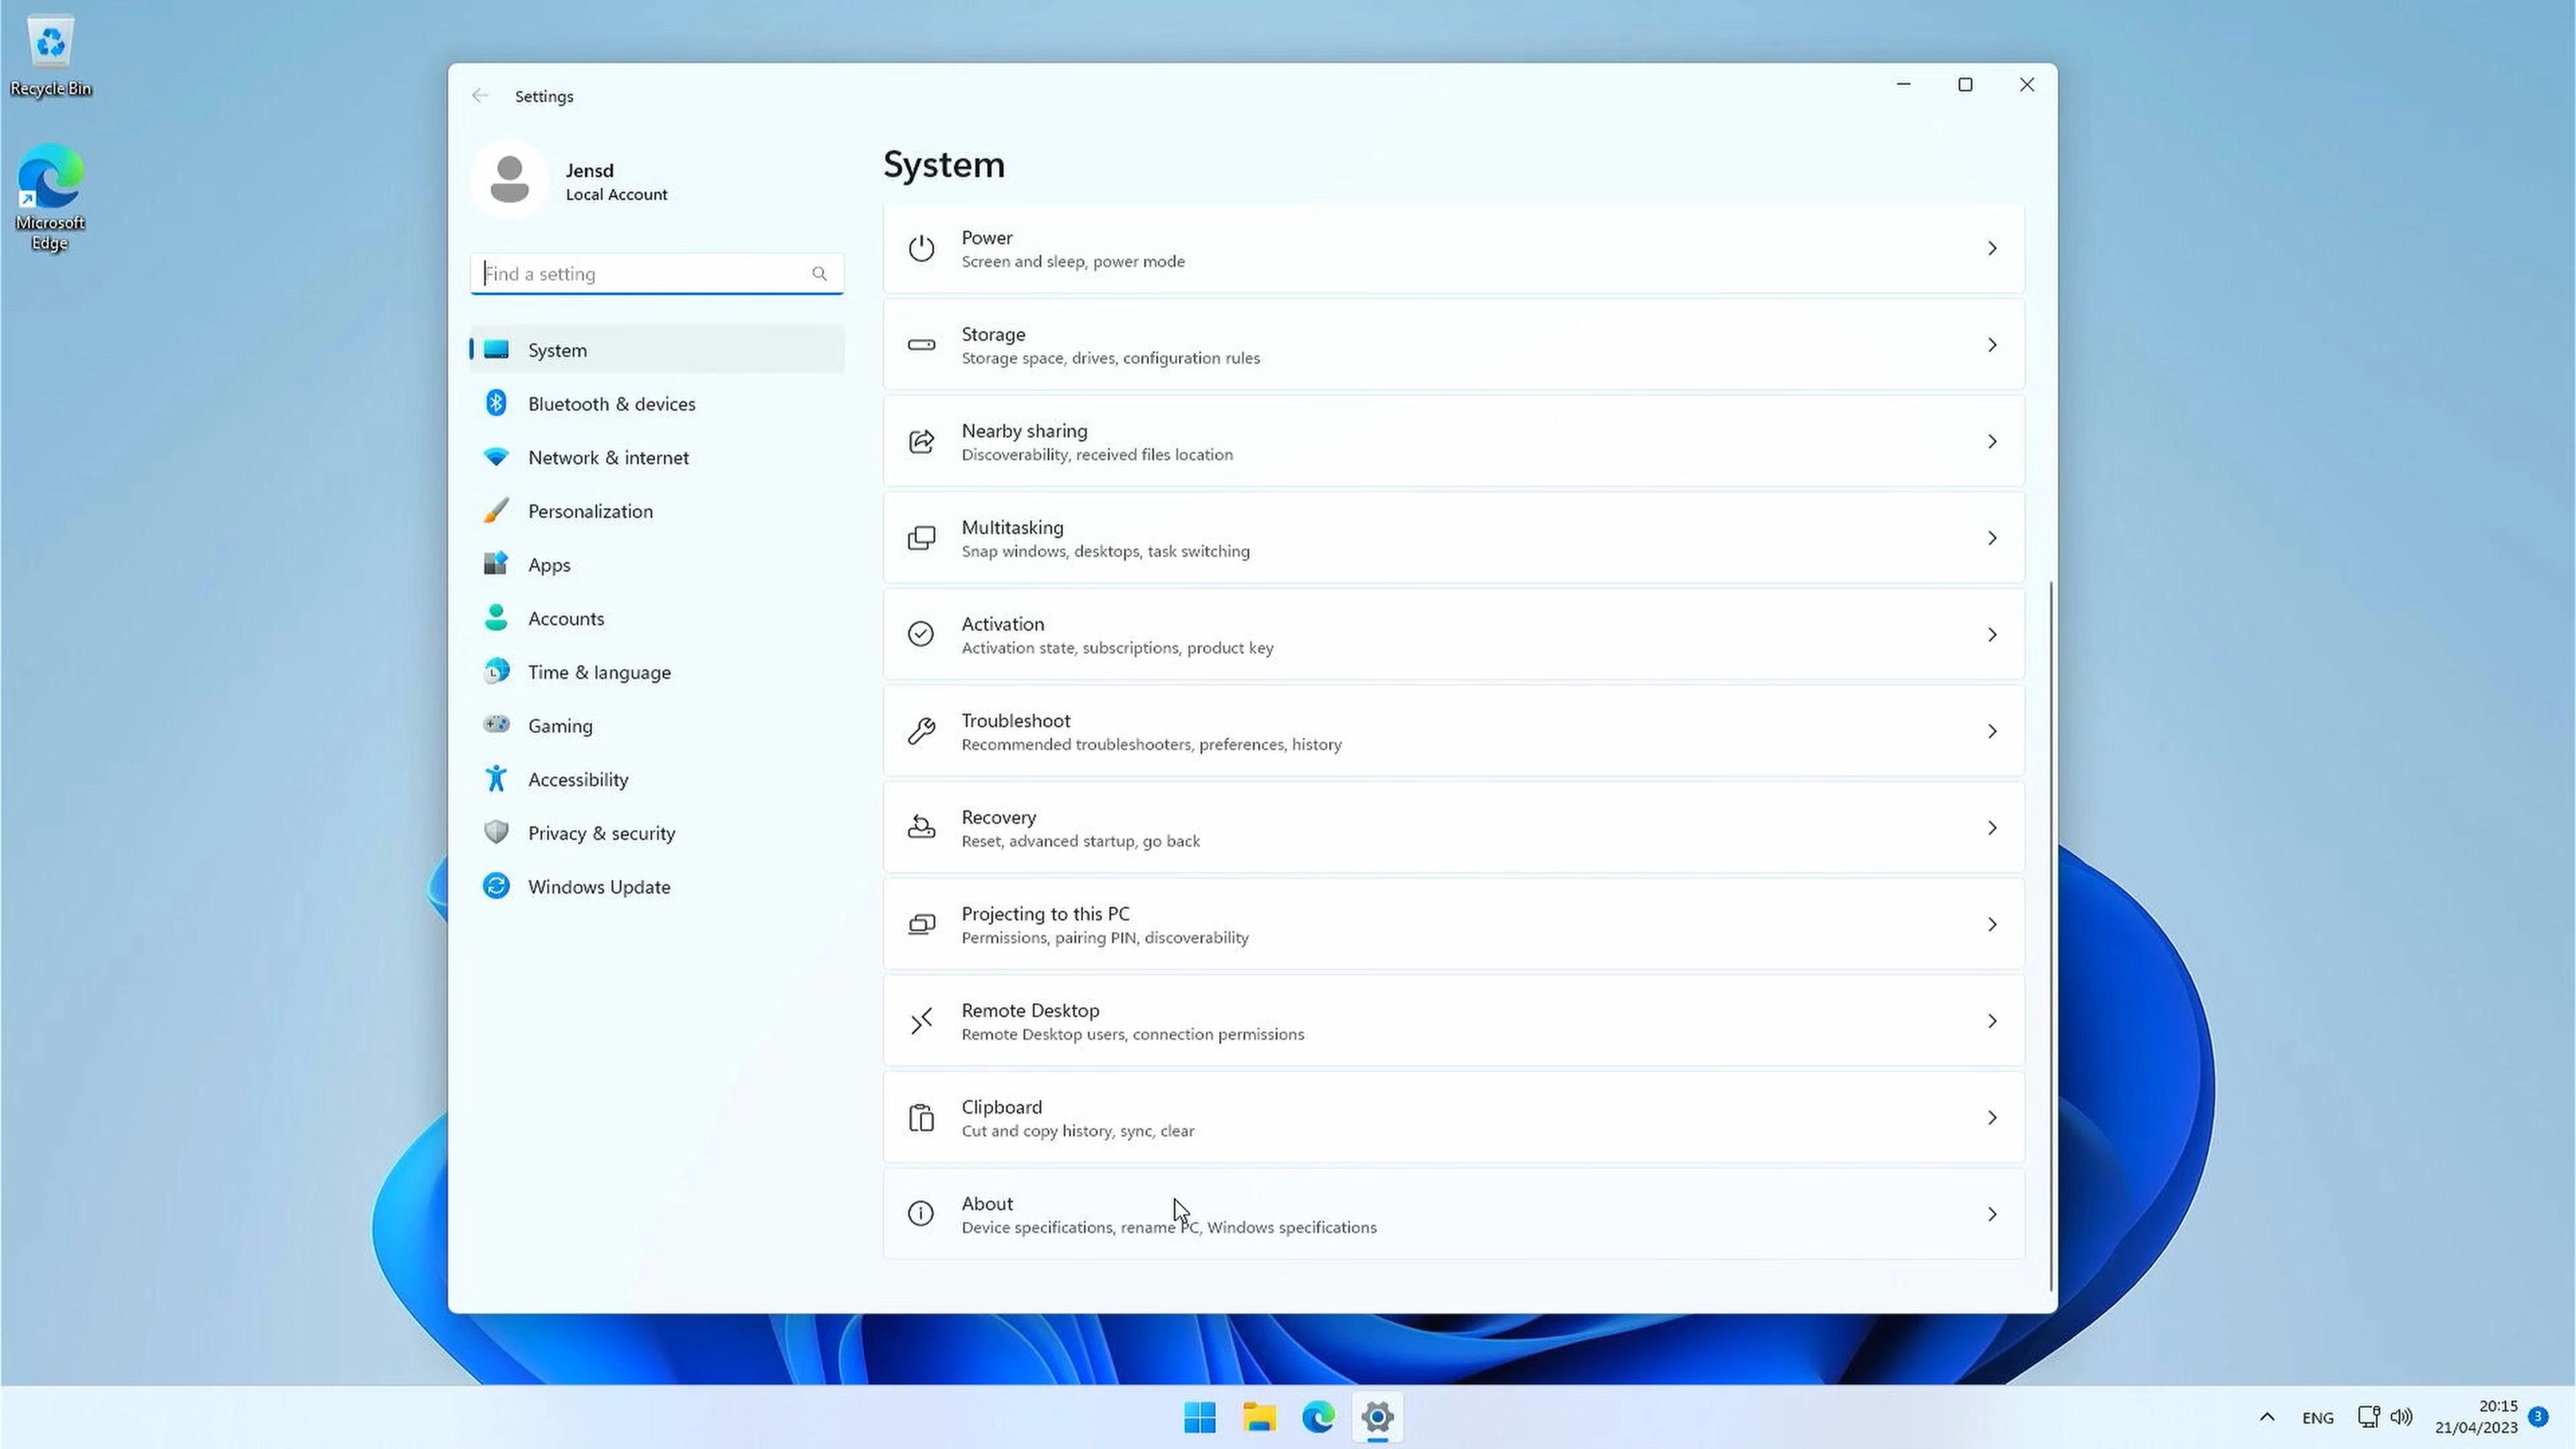 Recycle Bin
Microsoft
Edge
Settings
Jensd
Local Account
Find a setting
System
Bluetooth & devices
Network & internet
Personalization
Apps
Accounts
Time & language
Gaming
Accessibility
Privacy & security
Windows Update
System
Power
Screen and sleep, power mode
Storage
Storage space, drives, configuration rules
Nearby sharing
Discoverability, received files location
Multitasking
Snap windows, desktops, task switching
Activation
Activation state, subscriptions, product key
Troubleshoot
Recommended troubleshooters, preferences, history
Recovery
Reset, advanced startup, go back
Projecting to this PC
Permissions, pairing PIN, discoverability
Remote Desktop
Remote Desktop users, connection permissions
Clipboard
Cut and copy history, sync, clear
About
Device specifications, rename PC, Windows specifications
ENG
20:15
21/04/2023
3